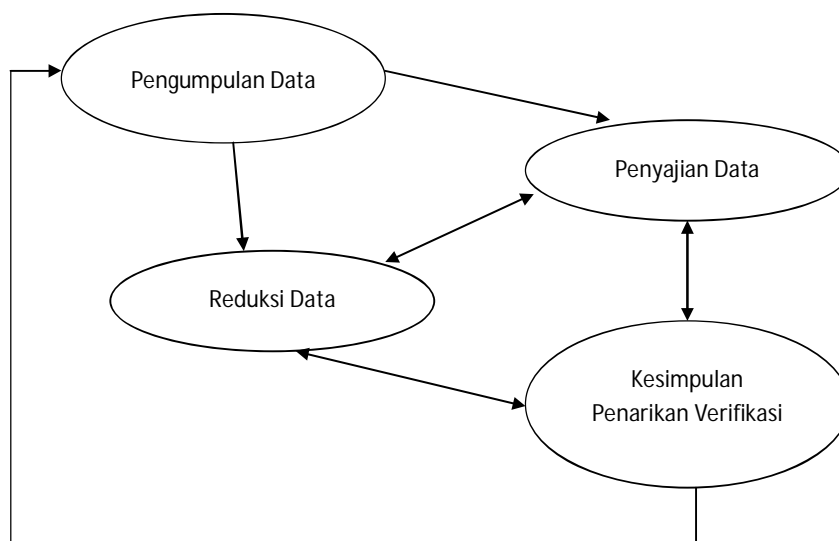 Pengumpulan Data
Penyajian Data
Reduksi Data
Kesimpulan
Penarikan Verifikasi